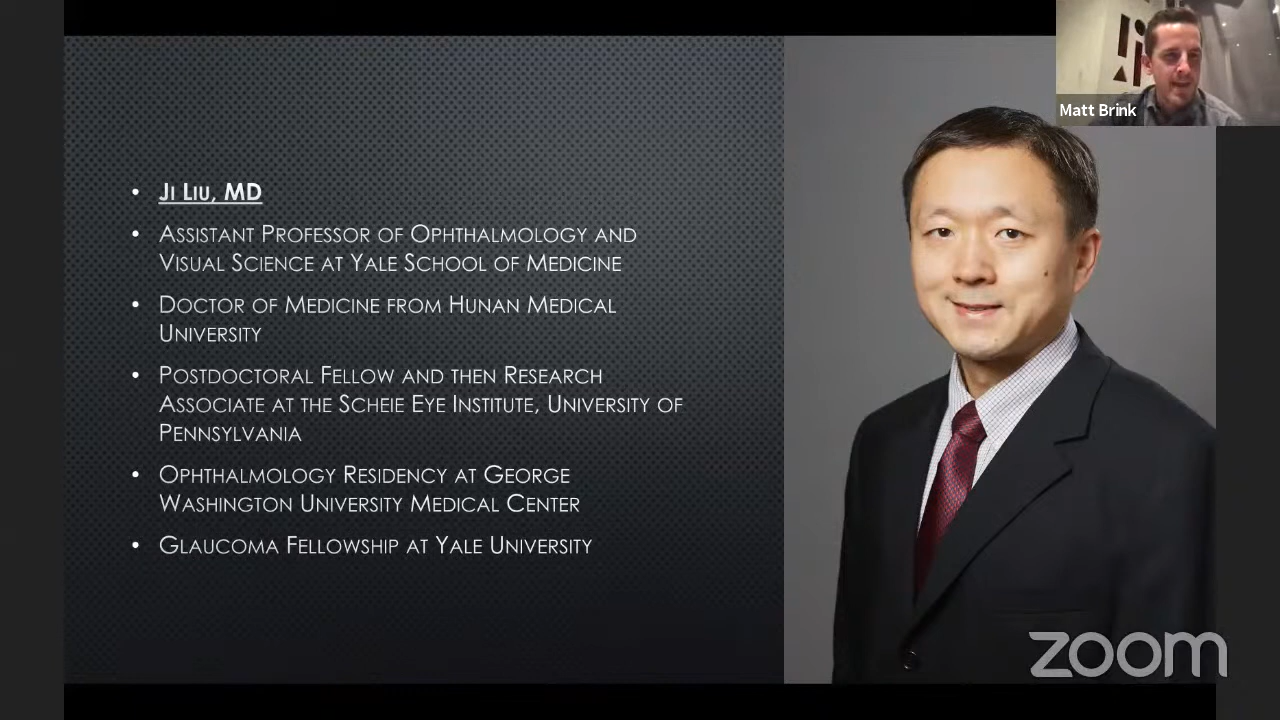 Matt Brink
• Ji Liu, MD
• Assistant Professor of Ophthalmology and
Visual Science at Yale School of Medicine
• Doctor of Medicine from Hunan Medical
University
• Postdoctoral Fellow and then Research
Associate at the Scheie Eye Institute, University of
Pennsylvania
• Ophthalmology Residency at George
Washington University Medical Center
• Glaucoma Fellowship at Yale University
zoom